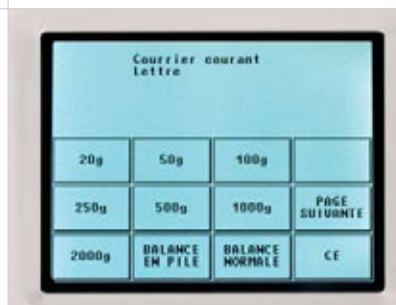 Courrier courant
Lettre
20g 50g 100g
250g 500g 1000g PAGE SUIVANTE
2000g BALANCE EN PILE BALANCE NORMALE CE